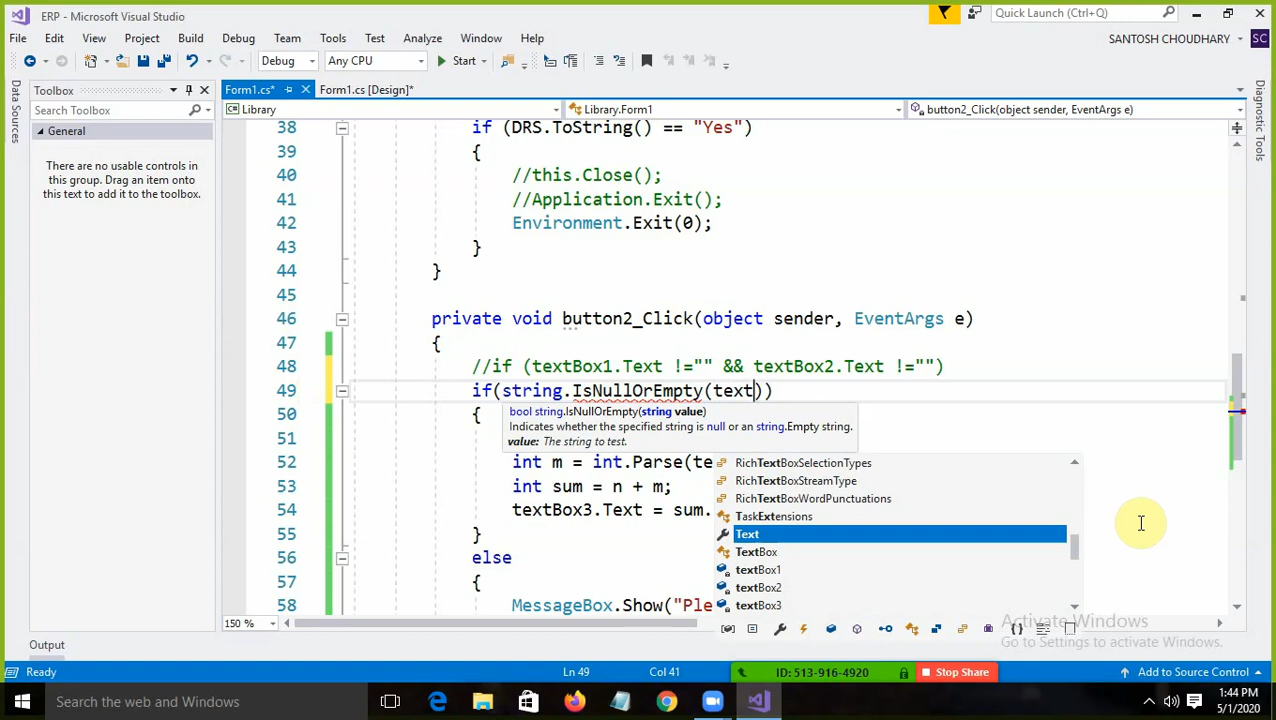 ERP - Microsoft Visual Studio
Quick Launch (Ctrl+Q)
File Edit View Project Build Debug Team Tools Test Analyze Window Help
SANTOSH CHOUDHARY SC
Debug Any CPU Start
Data Sources
Toolbox
Search Toolbox
General
There are no usable controls in
this group. Drag an item onto
this text to add it to the toolbox.
Form1.cs* Form1.cs [Design]*
Library Library.Form1 button2_Click(object sender, EventArgs e)
Diagnostic Tools
38 if (DRS.ToString() == "Yes")
39 {
40 //this.Close();
41 //Application.Exit();
42 Environment.Exit(0);
43 }
44 }
45
46 private void button2_Click(object sender, EventArgs e)
47 {
48 //if (textBox1.Text !="" && textBox2.Text !="")
49 if(string.IsNullOrEmpty(text))
50 {
bool string.IsNullOrEmpty(string value)
Indicates whether the specified string is null or an string.Empty string.
value: The string to test.
51
52 int m = int.Parse(te
53 int sum = n + m;
54 textBox3.Text = sum.
55 }
56 else
57 {
58 MessageBox.Show("Ple
RichTextBoxSelectionTypes
RichTextBoxStreamType
RichTextBoxWordPunctuations
TaskExtensions
Text
TextBox
textBox1
textBox2
textBox3
150 %
Activate Windows
Go to Settings to activate Windows.
Output
Ready Ln 49 Col 41 ID: 513-916-4920 Stop Share Add to Source Control
Search the web and Windows
1:44 PM
5/1/2020